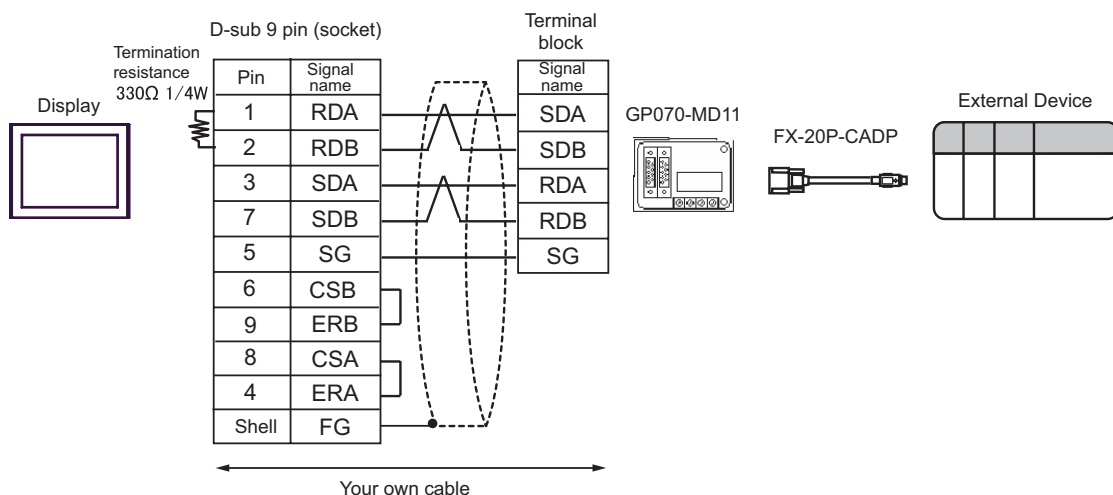 D-sub 9 pin (socket)
Terminal
block
Termination
resistance
330Ω 1/4W
Display
Pin Signal name
1 RDA
2 RDB
3 SDA
7 SDB
5 SG
6 CSB
9 ERB
8 CSA
4 ERA
Shell FG
Signal
name
SDA
SDB
RDA
RDB
SG
GP070-MD11
FX-20P-CADP
External Device
Your own cable